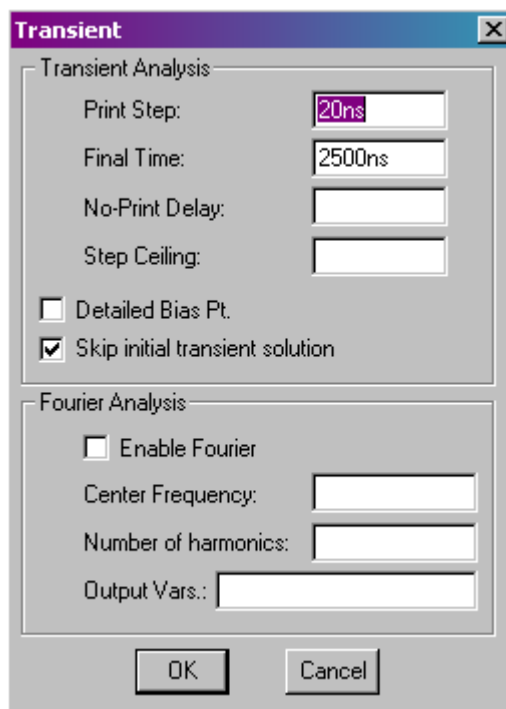 Transient
Transient Analysis
Print Step: 20ns
Final Time: 2500ns
No-Print Delay:
Step Ceiling:
Detailed Bias Pt.
Skip initial transient solution
Fourier Analysis
Enable Fourier
Center Frequency:
Number of harmonics:
Output Vars.:
OK Cancel